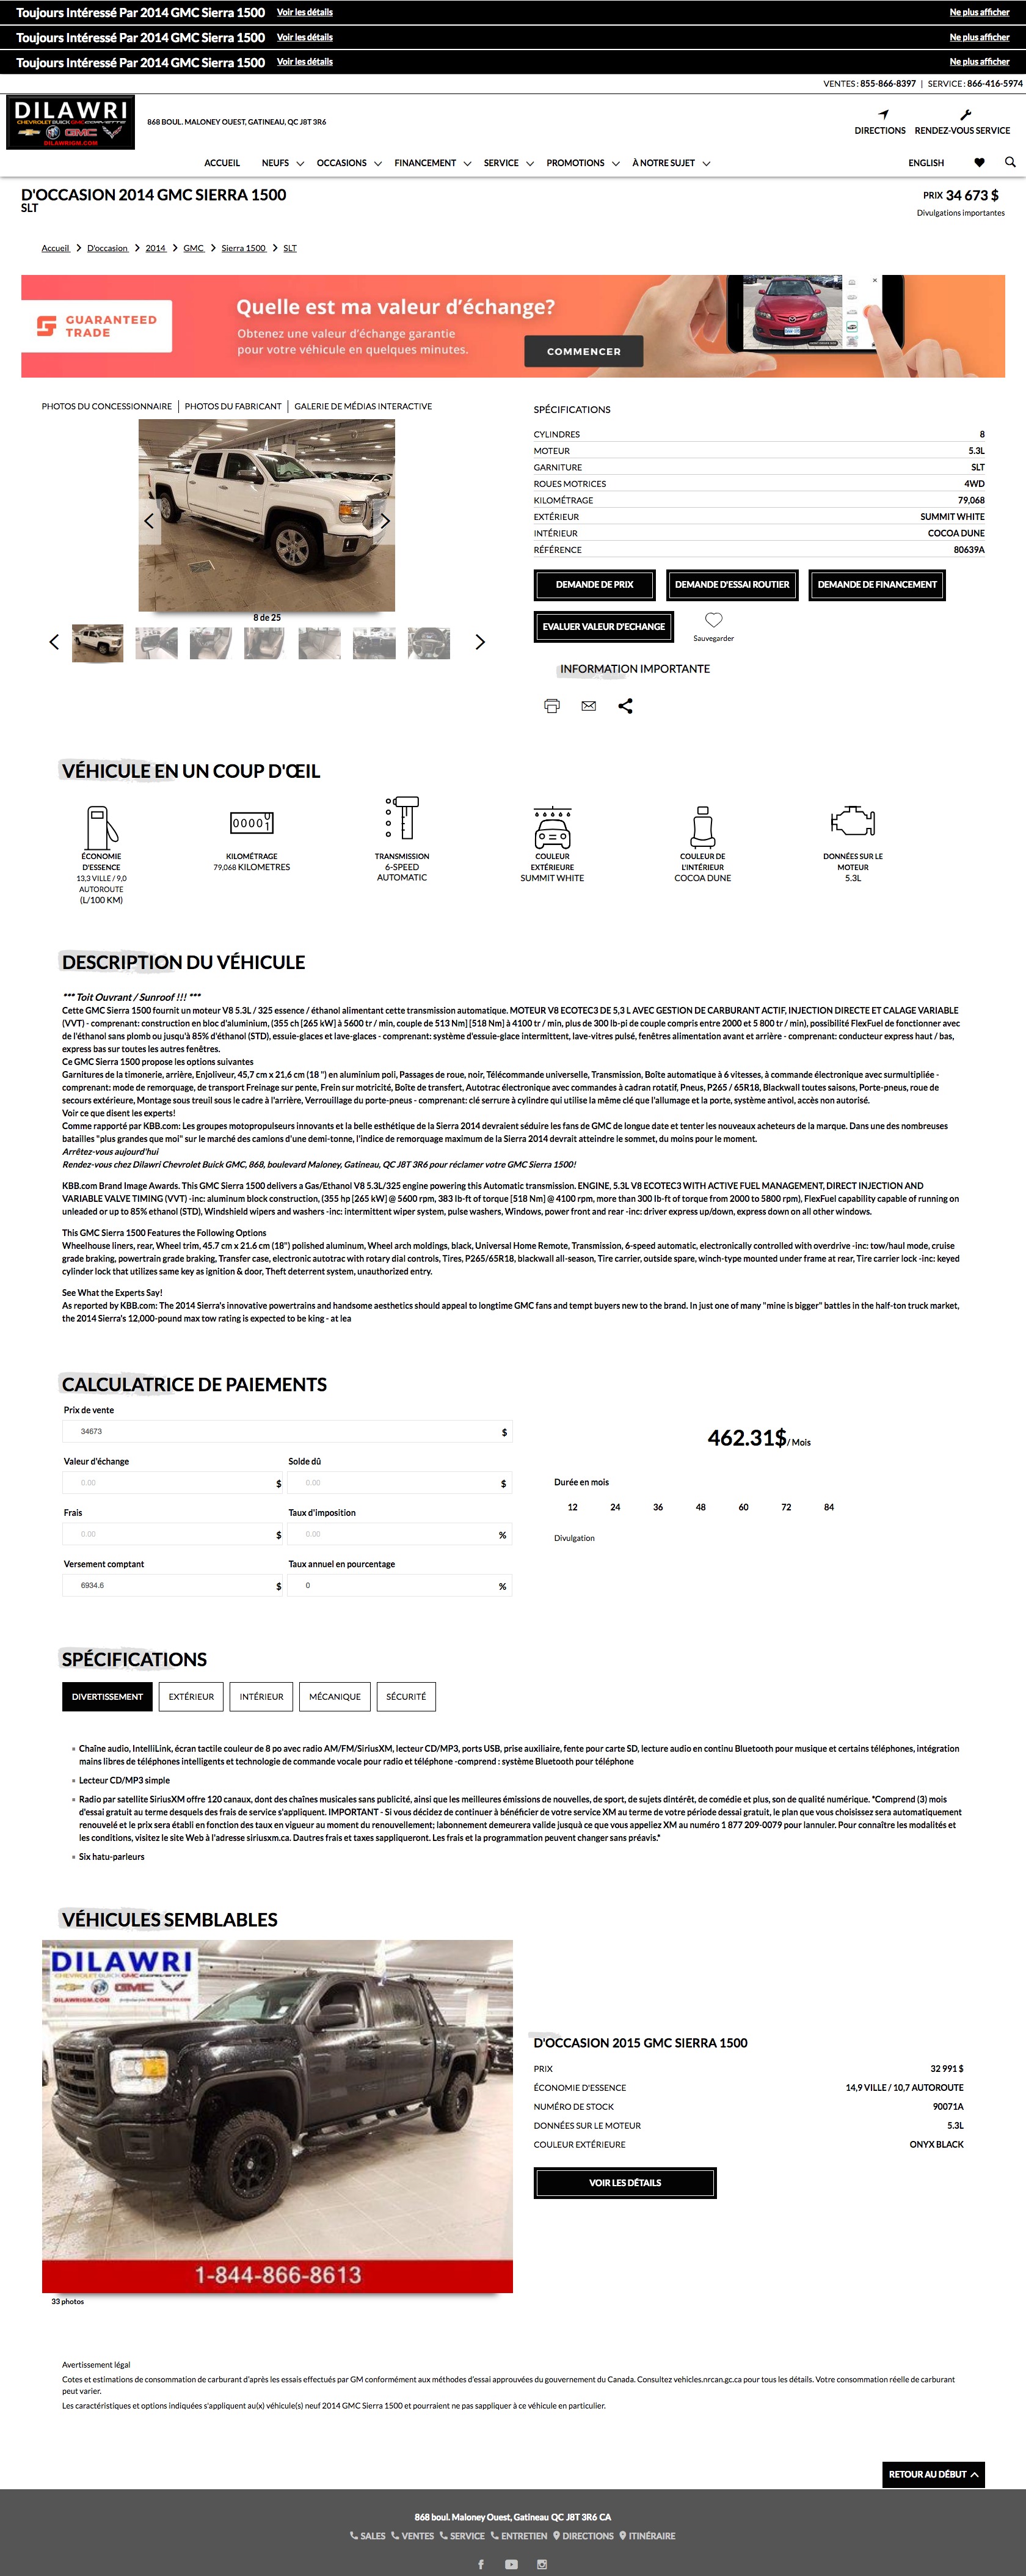 Toujours Intéressé Par 2014 GMC Sierra 1500 Voir les détails Ne plus afficher
Toujours Intéressé Par 2014 GMC Sierra 1500 Voir les détails Ne plus afficher
Toujours Intéressé Par 2014 GMC Sierra 1500 Voir les détails Ne plus afficher
VENTES : 855-866-8397 | SERVICE : 866-416-5974
DILAWRI
CHEVROLET BUICK GMC CORVETTE
GMC
DILAWRIGM.COM
868 BOUL. MALONEY OUEST, GATINEAU, QC J8T 3R6
DIRECTIONS RENDEZ-VOUS SERVICE
ACCUEIL NEUFS OCCASIONS FINANCEMENT SERVICE PROMOTIONS À NOTRE SUJET ENGLISH
D'OCCASION 2014 GMC SIERRA 1500
SLT
PRIX 34 673 $
Divulgations importantes
Accueil D'occasion 2014 GMC Sierra 1500 SLT
GUARANTEED
TRADE
Quelle est ma valeur d'échange?
Obtenez une valeur d'échange garantie
pour votre véhicule en quelques minutes.
COMMENCER
PHOTOS DU CONCESSIONNAIRE | PHOTOS DU FABRICANT | GALERIE DE MÉDIAS INTERACTIVE
8 de 25
SPÉCIFICATIONS
CYLINDRES 8
MOTEUR 5.3L
GARNITURE SLT
ROUES MOTRICES 4WD
KILOMÉTRAGE 79,068
EXTÉRIEUR SUMMIT WHITE
INTÉRIEUR COCOA DUNE
RÉFÉRENCE 80639A
DEMANDE DE PRIX DEMANDE D'ESSAI ROUTIER DEMANDE DE FINANCEMENT
EVALUER VALEUR D'ECHANGE Sauvegarder
INFORMATION IMPORTANTE
VÉHICULE EN UN COUP D'ŒIL
ÉCONOMIE
D'ESSENCE
13,3 VILLE / 9,0
AUTOROUTE
(L/100 KM)
KILOMÉTRAGE
79,068 KILOMETRES
TRANSMISSION
6-SPEED
AUTOMATIC
COULEUR
EXTÉRIEURE
SUMMIT WHITE
COULEUR DE
L'INTÉRIEUR
COCOA DUNE
DONNÉES SUR LE
MOTEUR
5.3L
DESCRIPTION DU VÉHICULE
*** Toit Ouvrant / Sunroof !!! ***
Cette GMC Sierra 1500 fournit un moteur V8 5.3L / 325 essence / éthanol alimentant cette transmission automatique. MOTEUR V8 ECOTEC3 DE 5,3 L AVEC GESTION DE CARBURANT ACTIF, INJECTION DIRECTE ET CALAGE VARIABLE
(VVT) - comprenant: construction en bloc d'aluminium, (355 ch [265 kW] à 5600 tr / min, couple de 513 Nm] [518 Nm] à 4100 tr / min, plus de 300 lb-pi de couple compris entre 2000 et 5 800 tr / min), possibilité FlexFuel de fonctionner avec
de l'éthanol sans plomb ou jusqu'à 85% d'éthanol (STD), essuie-glaces et lave-glaces - comprenant: système d'essuie-glace intermittent, lave-vitres pulsé, fenêtres alimentation avant et arrière - comprenant: conducteur express haut / bas,
express bas sur toutes les autres fenêtres.
Ce GMC Sierra 1500 propose les options suivantes
Garnitures de la timonerie, arrière, Enjoliveur, 45,7 cm x 21,6 cm (18 ") en aluminium poli, Passages de roue, noir, Télécommande universelle, Transmission, Boîte automatique à 6 vitesses, à commande électronique avec surmultipliée -
comprenant: mode de remorquage, de transport Freinage sur pente, Frein sur motricité, Boîte de transfert, Autotrac électronique avec commandes à cadran rotatif, Pneus, P265 / 65R18, Blackwall toutes saisons, Porte-pneus, roue de
secours extérieure, Montage sous treuil sous le cadre à l'arrière, Verrouillage du porte-pneus - comprenant: clé serrure à cylindre qui utilise la même clé que l'allumage et la porte, système antivol, accès non autorisé.
Voir ce que disent les experts!
Comme rapporté par KBB.com: Les groupes motopropulseurs innovants et la belle esthétique de la Sierra 2014 devraient séduire les fans de GMC de longue date et tenter les nouveaux acheteurs de la marque. Dans une des nombreuses
batailles "plus grandes que moi" sur le marché des camions d'une demi-tonne, l'indice de remorquage maximum de la Sierra 2014 devrait atteindre le sommet, du moins pour le moment.
Arrêtez-vous aujourd'hui
Rendez-vous chez Dilawri Chevrolet Buick GMC, 868, boulevard Maloney, Gatineau, QC J8T 3R6 pour réclamer votre GMC Sierra 1500!
KBB.com Brand Image Awards. This GMC Sierra 1500 delivers a Gas/Ethanol V8 5.3L/325 engine powering this Automatic transmission. ENGINE, 5.3L V8 ECOTEC3 WITH ACTIVE FUEL MANAGEMENT, DIRECT INJECTION AND
VARIABLE VALVE TIMING (VVT) -inc: aluminum block construction, (355 hp [265 kW] @ 5600 rpm, 383 lb-ft of torque [518 Nm] @ 4100 rpm, more than 300 lb-ft of torque from 2000 to 5800 rpm), FlexFuel capability capable of running on
unleaded or up to 85% ethanol (STD), Windshield wipers and washers -inc: intermittent wiper system, pulse washers, Windows, power front and rear -inc: driver express up/down, express down on all other windows.
This GMC Sierra 1500 Features the Following Options
Wheelhouse liners, rear, Wheel trim, 45.7 cm x 21.6 cm (18") polished aluminum, Wheel arch moldings, black, Universal Home Remote, Transmission, 6-speed automatic, electronically controlled with overdrive -inc: tow/haul mode, cruise
grade braking, powertrain grade braking, Transfer case, electronic autotrac with rotary dial controls, Tires, P265/65R18, blackwall all-season, Tire carrier, outside spare, winch-type mounted under frame at rear, Tire carrier lock -inc: keyed
cylinder lock that utilizes same key as ignition & door, Theft deterrent system, unauthorized entry.
See What the Experts Say!
As reported by KBB.com: The 2014 Sierra's innovative powertrains and handsome aesthetics should appeal to longtime GMC fans and tempt buyers new to the brand. In just one of many "mine is bigger" battles in the half-ton truck market,
the 2014 Sierra's 12,000-pound max tow rating is expected to be king - at lea
CALCULATRICE DE PAIEMENTS
Prix de vente
34673 $
Valeur d'échange Solde dû
0.00 $ 0.00 $
Frais Taux d'imposition
0.00 $ 0.00 %
Versement comptant Taux annuel en pourcentage
6934.6 $ 0 %
462.31$/ Mois
Durée en mois
12 24 36 48 60 72 84
Divulgation
SPÉCIFICATIONS
DIVERTISSEMENT EXTÉRIEUR INTÉRIEUR MÉCANIQUE SÉCURITÉ
Chaîne audio, IntelliLink, écran tactile couleur de 8 po avec radio AM/FM/SiriusXM, lecteur CD/MP3, ports USB, prise auxiliaire, fente pour carte SD, lecture audio en continu Bluetooth pour musique et certains téléphones, intégration
mains libres de téléphones intelligents et technologie de commande vocale pour radio et téléphone -comprend : système Bluetooth pour téléphone
Lecteur CD/MP3 simple
Radio par satellite SiriusXM offre 120 canaux, dont des chaînes musicales sans publicité, ainsi que les meilleures émissions de nouvelles, de sport, de sujets dintérêt, de comédie et plus, son de qualité numérique. *Comprend (3) mois
d'essai gratuit au terme desquels des frais de service s'appliquent. IMPORTANT - Si vous décidez de continuer à bénéficier de votre service XM au terme de votre période dessai gratuit, le plan que vous choisissez sera automatiquement
renouvelé et le prix sera établi en fonction des taux en vigueur au moment du renouvellement; labonnement demeurera valide jusquà ce que vous appeliez XM au numéro 1 877 209-0079 pour lannuler. Pour connaître les modalités et
les conditions, visitez le site Web à l'adresse siriusxm.ca. Dautres frais et taxes sappliqueront. Les frais et la programmation peuvent changer sans préavis.*
Six hatu-parleurs
VÉHICULES SEMBLABLES
DILAWRI
CHEVROLET BUICK GMC CORVETTE
GMC
DILAWRIGM.COM
1-844-866-8613
33 photos
D'OCCASION 2015 GMC SIERRA 1500
PRIX 32 991 $
ÉCONOMIE D'ESSENCE 14,9 VILLE / 10,7 AUTOROUTE
NUMÉRO DE STOCK 90071A
DONNÉES SUR LE MOTEUR 5.3L
COULEUR EXTÉRIEURE ONYX BLACK
VOIR LES DÉTAILS
Avertissement légal
Cotes et estimations de consommation de carburant d'après les essais effectués par GM conformément aux méthodes d'essai approuvées du gouvernement du Canada. Consultez vehicles.nrcan.gc.ca pour tous les détails. Votre consommation réelle de carburant
peut varier.
Les caractéristiques et options indiquées s'appliquent au(x) véhicule(s) neuf 2014 GMC Sierra 1500 et pourraient ne pas sappliquer à ce véhicule en particulier.
RETOUR AU DÉBUT
868 boul. Maloney Ouest, Gatineau QC J8T 3R6 CA
SALES VENTES SERVICE ENTRETIEN DIRECTIONS ITINÉRAIRE